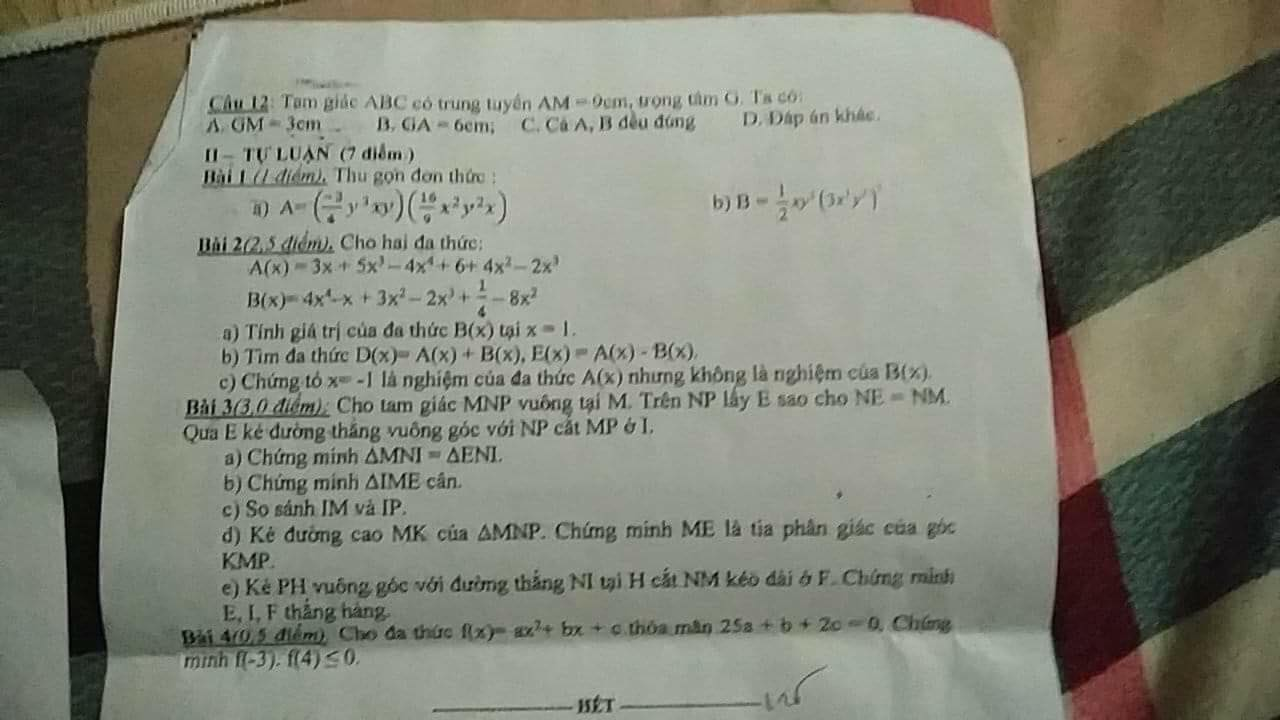 Câu 12: Tam giác ABC có trung tuyến AM = 9cm, trọng tâm G. Ta có:
A. GM = 3cm B. GA = 6cm; C. Cả A, B đều đúng D. Đáp án khác.
II – TỰ LUẬN (7 điểm)
Bài 1 (1 điểm). Thu gọn đơn thức :
a) A= (-3/4 y³xy)(16/9 x²y²x) b) B = 1/2 xy
Bài 2(2,5 điểm). Cho hai đa thức:
A(x) = 3x + 5x³ – 4x⁴ + 6+ 4x² – 2x³
B(x)= 4x⁴-x + 3x² – 2x³ + 1/4 – 8x²
a) Tính giá trị của đa thức B(x) tại x = 1.
b) Tìm đa thức D(x)= A(x) + B(x), E(x) = A(x) - B(x).
c) Chứng tỏ x= -1 là nghiệm của đa thức A(x) nhưng không là nghiệm của B(x).
Bài 3(3,0 điểm): Cho tam giác MNP vuông tại M. Trên NP lấy E sao cho NE = NM.
Qua E kẻ đường thẳng vuông góc với NP cắt MP ở I.
a) Chứng minh ΔMNI = ΔENI.
b) Chứng minh ΔIME cân.
c) So sánh IM và IP.
d) Kẻ đường cao MK của ΔMNP. Chứng minh ME là tia phân giác của góc
KMP.
e) Kẻ PH vuông góc với đường thẳng NI tại H cắt NM kéo dài ở F. Chứng minh
E, I, F thẳng hàng.
Bài 4(0,5 điểm). Cho đa thức f(x)= ax²+ bx + c thỏa mãn 25a + b + 2c = 0. Chứng
minh f(-3). f(4) ≤ 0.
HẾT